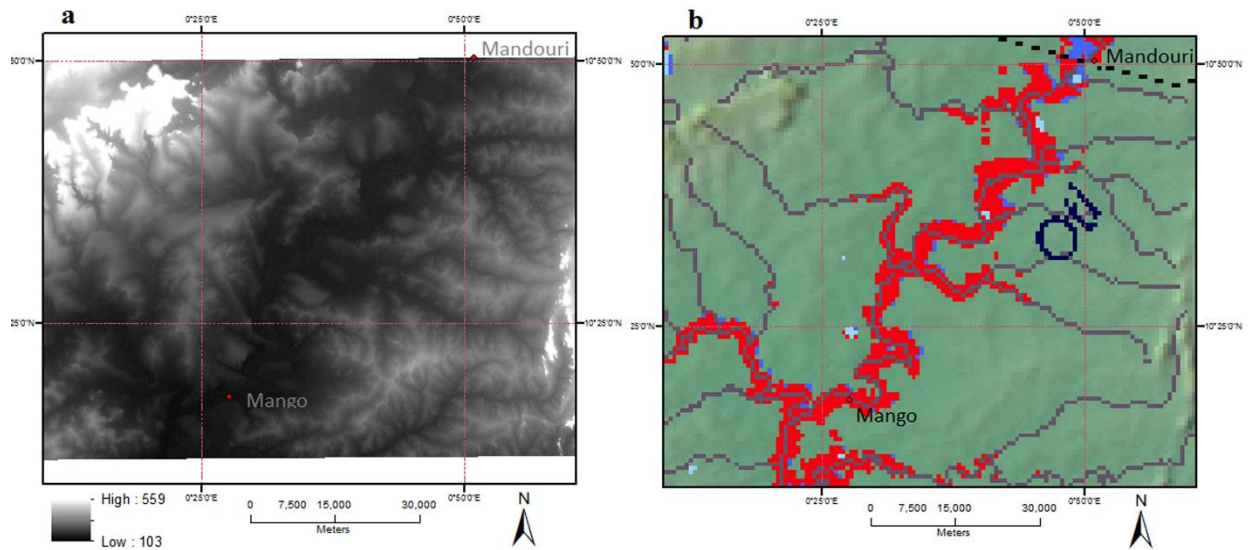 a
0°25'0"E 0°50'0"E
Mandouri
50'0"N
10°50'0"N
25'0"N
10°25'0"N
Mango
0°25'0"E 0°50'0"E
High : 559
Low : 103
0 7,500 15,000 30,000
Meters
N
b
0°25'0"E 0°50'0"E
Mandouri
50'0"N
10°50'0"N
Oti
25'0"N
10°25'0"N
Mango
0°25'0"E 0°50'0"E
0 7,500 15,000 30,000
Meters
N